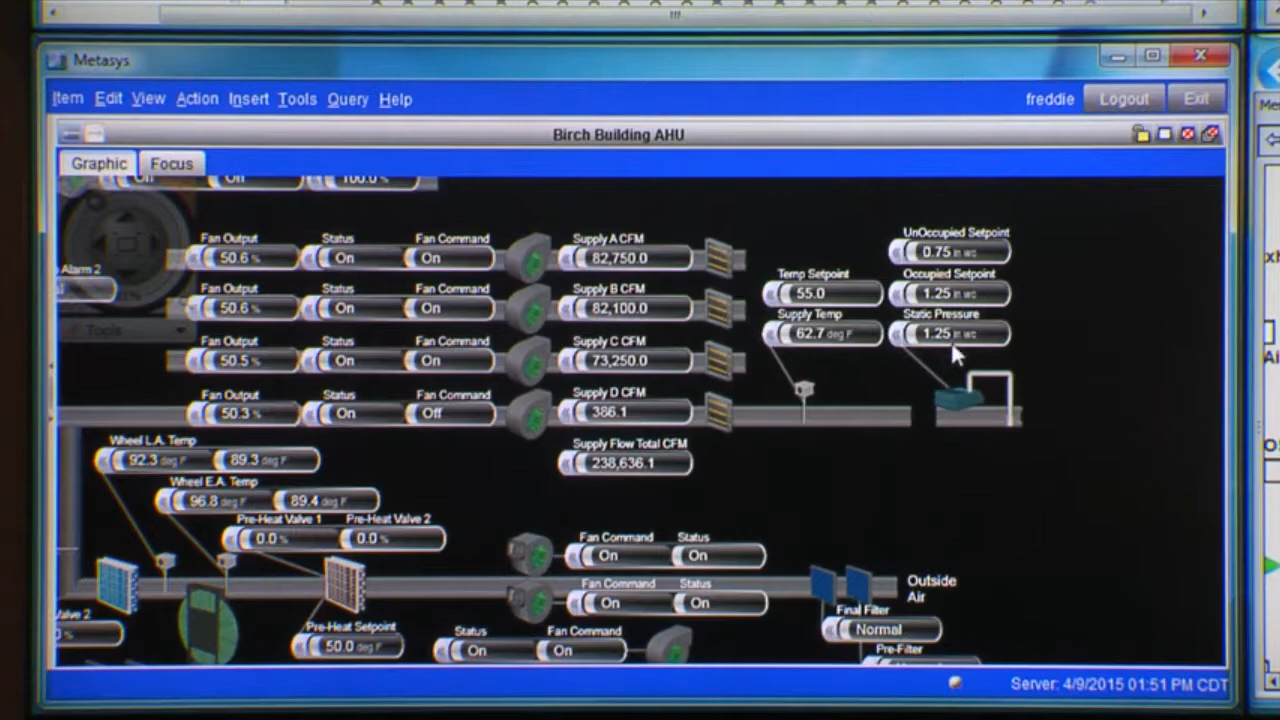 Metasys
Item Edit View Action Insert Tools Query Help freddie Logout Exit
Birch Building AHU
Graphic Focus
On On 100.0 %
UnOccupied Setpoint
0.75 in wc
Fan Output Status Fan Command Supply A CFM
50.6 % On On 82,750.0
Alarm 2
Temp Setpoint Occupied Setpoint
55.0 1.25 in wc
Fan Output Status Fan Command Supply B CFM
50.6 % On On 82,100.0
Supply Temp Static Pressure
62.7 deg F 1.25 in wc
Tools
Fan Output Status Fan Command Supply C CFM
50.5 % On On 73,250.0
Fan Output Status Fan Command Supply D CFM
50.3 % On Off 386.1
Wheel L.A. Temp
92.3 deg F 89.3 deg F
Supply Flow Total CFM
238,636.1
Wheel E.A. Temp
96.8 deg F 89.4 deg F
Pre-Heat Valve 1 Pre-Heat Valve 2
0.0 % 0.0 %
Fan Command Status
On On
Fan Command Status
On On
Outside
Air
Final Filter
Normal
Valve 2
Pre-Heat Setpoint
50.0 deg F
Status Fan Command
On On
Pre-Filter
Server: 4/9/2015 01:51 PM CDT